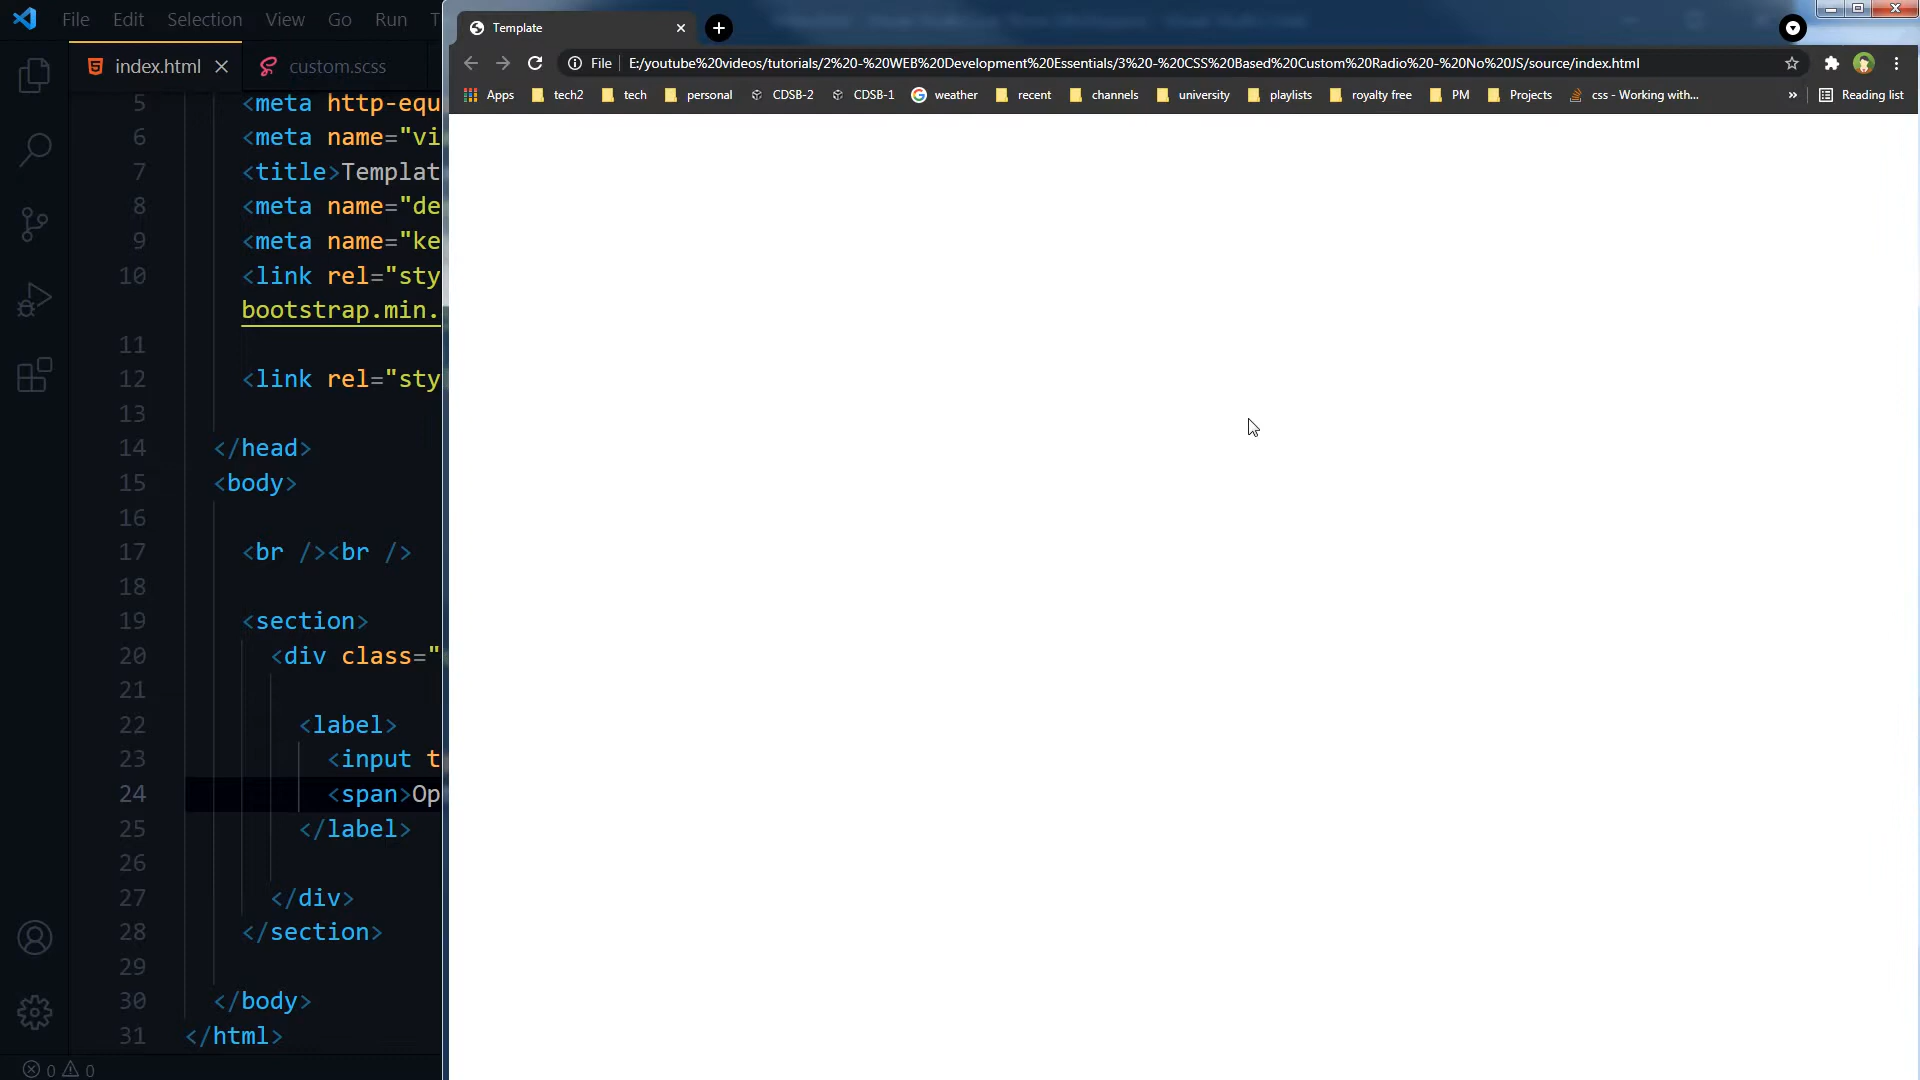 File Edit Selection View Go Run
index.html
custom.scss
5 <meta http-equ
6 <meta name="vi
7 <title>Templat
8 <meta name="de
9 <meta name="ke
10 <link rel="sty
bootstrap.min.
11
12 <link rel="sty
13
14 </head>
15 <body>
16
17 <br /><br />
18
19 <section>
20 <div class="
21
22 <label>
23 <input t
24 <span>Op
25 </label>
26
27 </div>
28 </section>
29
30 </body>
31 </html>
0 0
Template
File E:/youtube%20videos/tutorials/2%20-%20WEB%20Development%20Essentials/3%20-%20CSS%20Based%20Custom%20Radio%20-%20No%20JS/source/index.html
Apps tech2 tech personal CDSB-2 CDSB-1 weather recent channels university playlists royalty free PM Projects css - Working with... » Reading list